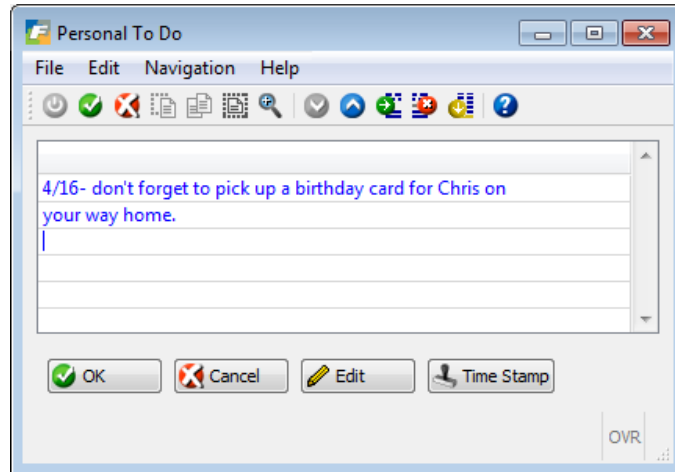 Personal To Do
File Edit Navigation Help
4/16- don't forget to pick up a birthday card for Chris on
your way home.
OK Cancel Edit Time Stamp
OVR